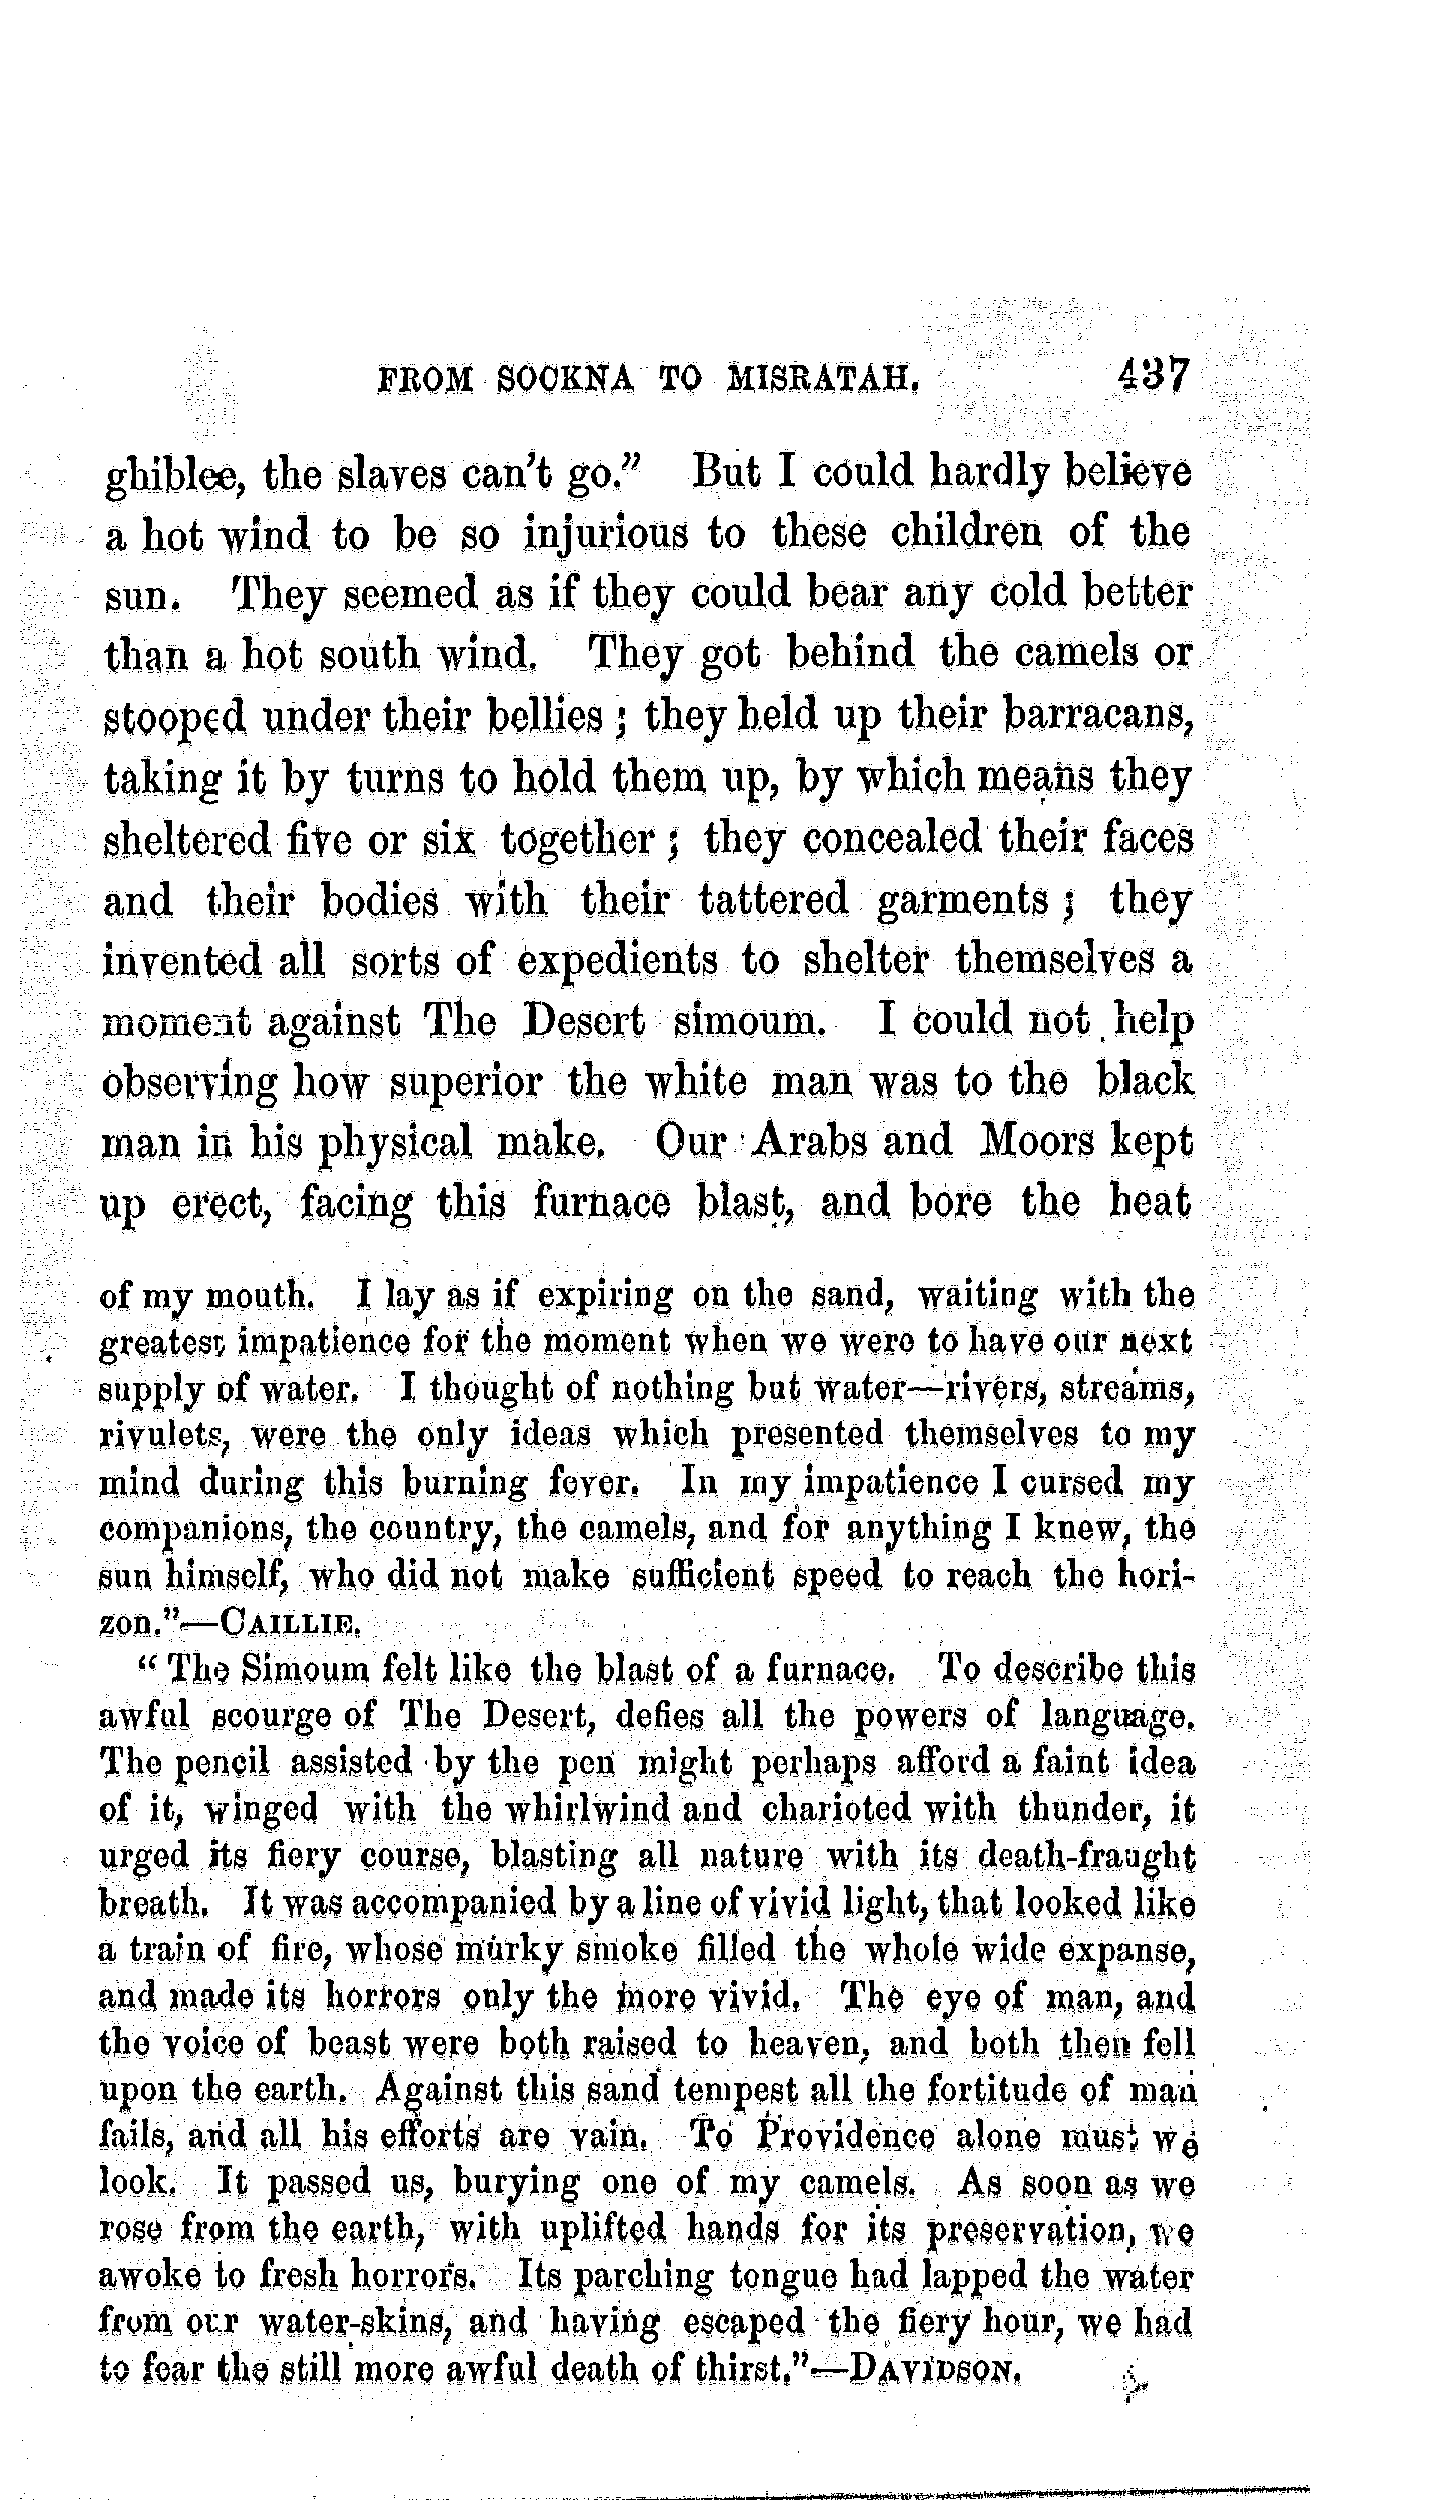 FROM SOCKNA TO MISRATAH. 437
ghiblee, the slaves can't go." But I could hardly believe
a hot wind to be so injurious to these children of the
sun. They seemed as if they could bear any cold better
than a hot south wind. They got behind the camels or
stooped under their bellies; they held up their barracans,
taking it by turns to hold them up, by which means they
sheltered five or six together; they concealed their faces
and their bodies with their tattered garments; they
invented all sorts of expedients to shelter themselves a
moment against The Desert simoum. I could not help
observing how superior the white man was to the black
man in his physical make. Our Arabs and Moors kept
up erect, facing this furnace blast, and bore the heat
of my mouth. I lay as if expiring on the sand, waiting with the
greatest impatience for the moment when we were to have our next
supply of water. I thought of nothing but water—rivers, streams,
rivulets, were the only ideas which presented themselves to my
mind during this burning fever. In my impatience I cursed my
companions, the country, the camels, and for anything I knew, the
sun himself, who did not make sufficient speed to reach the hori-
zon."—CAILLIE.
"The Simoum felt like the blast of a furnace. To describe this
awful scourge of The Desert, defies all the powers of language.
The pencil assisted by the pen might perhaps afford a faint idea
of it, winged with the whirlwind and charioted with thunder, it
urged its fiery course, blasting all nature with its death-fraught
breath. It was accompanied by a line of vivid light, that looked like
a train of fire, whose murky smoke filled the whole wide expanse,
and made its horrors only the more vivid. The eye of man, and
the voice of beast were both raised to heaven, and both then fell
upon the earth. Against this sand tempest all the fortitude of man
fails, and all his efforts are vain. To Providence alone must we
look. It passed us, burying one of my camels. As soon as we
rose from the earth, with uplifted hands for its preservation, we
awoke to fresh horrors. Its parching tongue had lapped the water
from our water-skins, and having escaped the fiery hour, we had
to fear the still more awful death of thirst."—DAVIDSON.